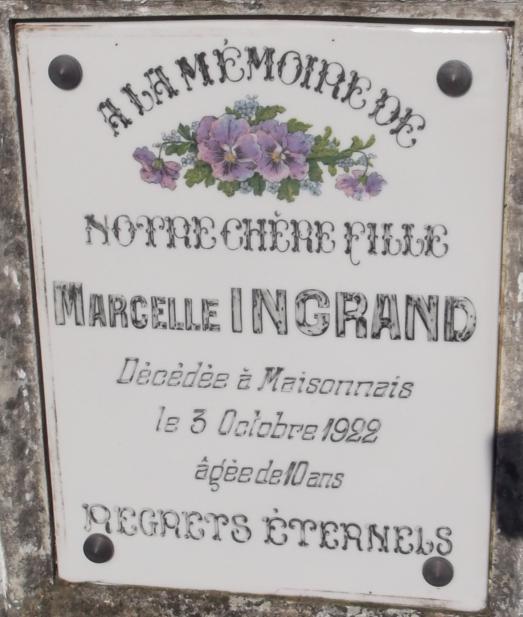 A LA MÉMOIRE DE
NOTRE CHÈRE FILLE
MARCELLE INGRAND
Décédée à Maisonnais
le 3 Octobre 1922
âgée de 10 ans
REGRETS ÉTERNELS